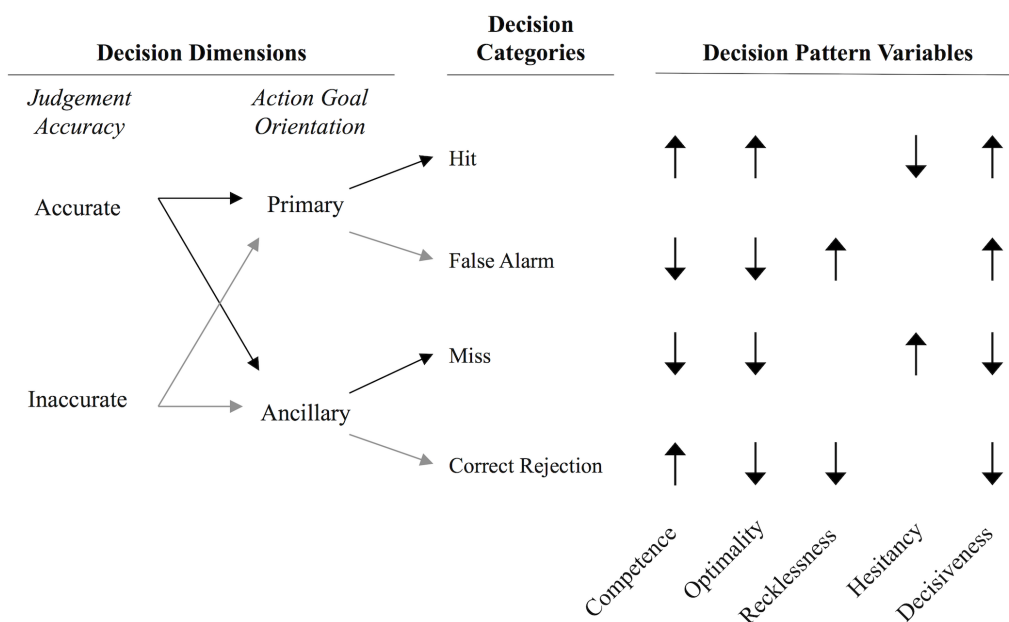 Decision Dimensions
Decision
Categories
Decision Pattern Variables
Judgement
Accuracy
Action Goal
Orientation
Accurate
Inaccurate
Primary
Ancillary
Hit
False Alarm
Miss
Correct Rejection
Competence
Optimality
Recklessness
Hesitancy
Decisiveness